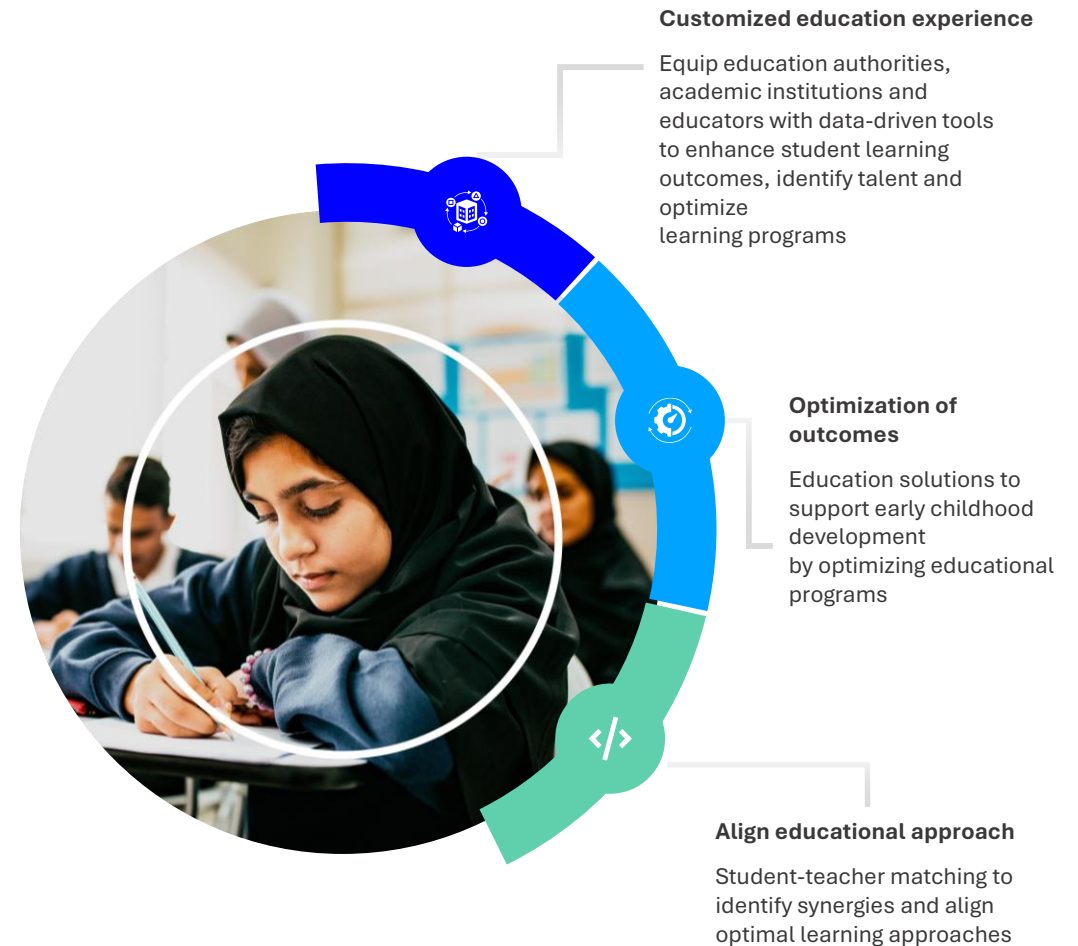 Customized education experience
Equip education authorities,
academic institutions and
educators with data-driven tools
to enhance student learning
outcomes, identify talent and
optimize
learning programs
Optimization of
outcomes
Education solutions to
support early childhood
development
by optimizing educational
programs
</>
Align educational approach
Student-teacher matching to
identify synergies and align
optimal learning approaches